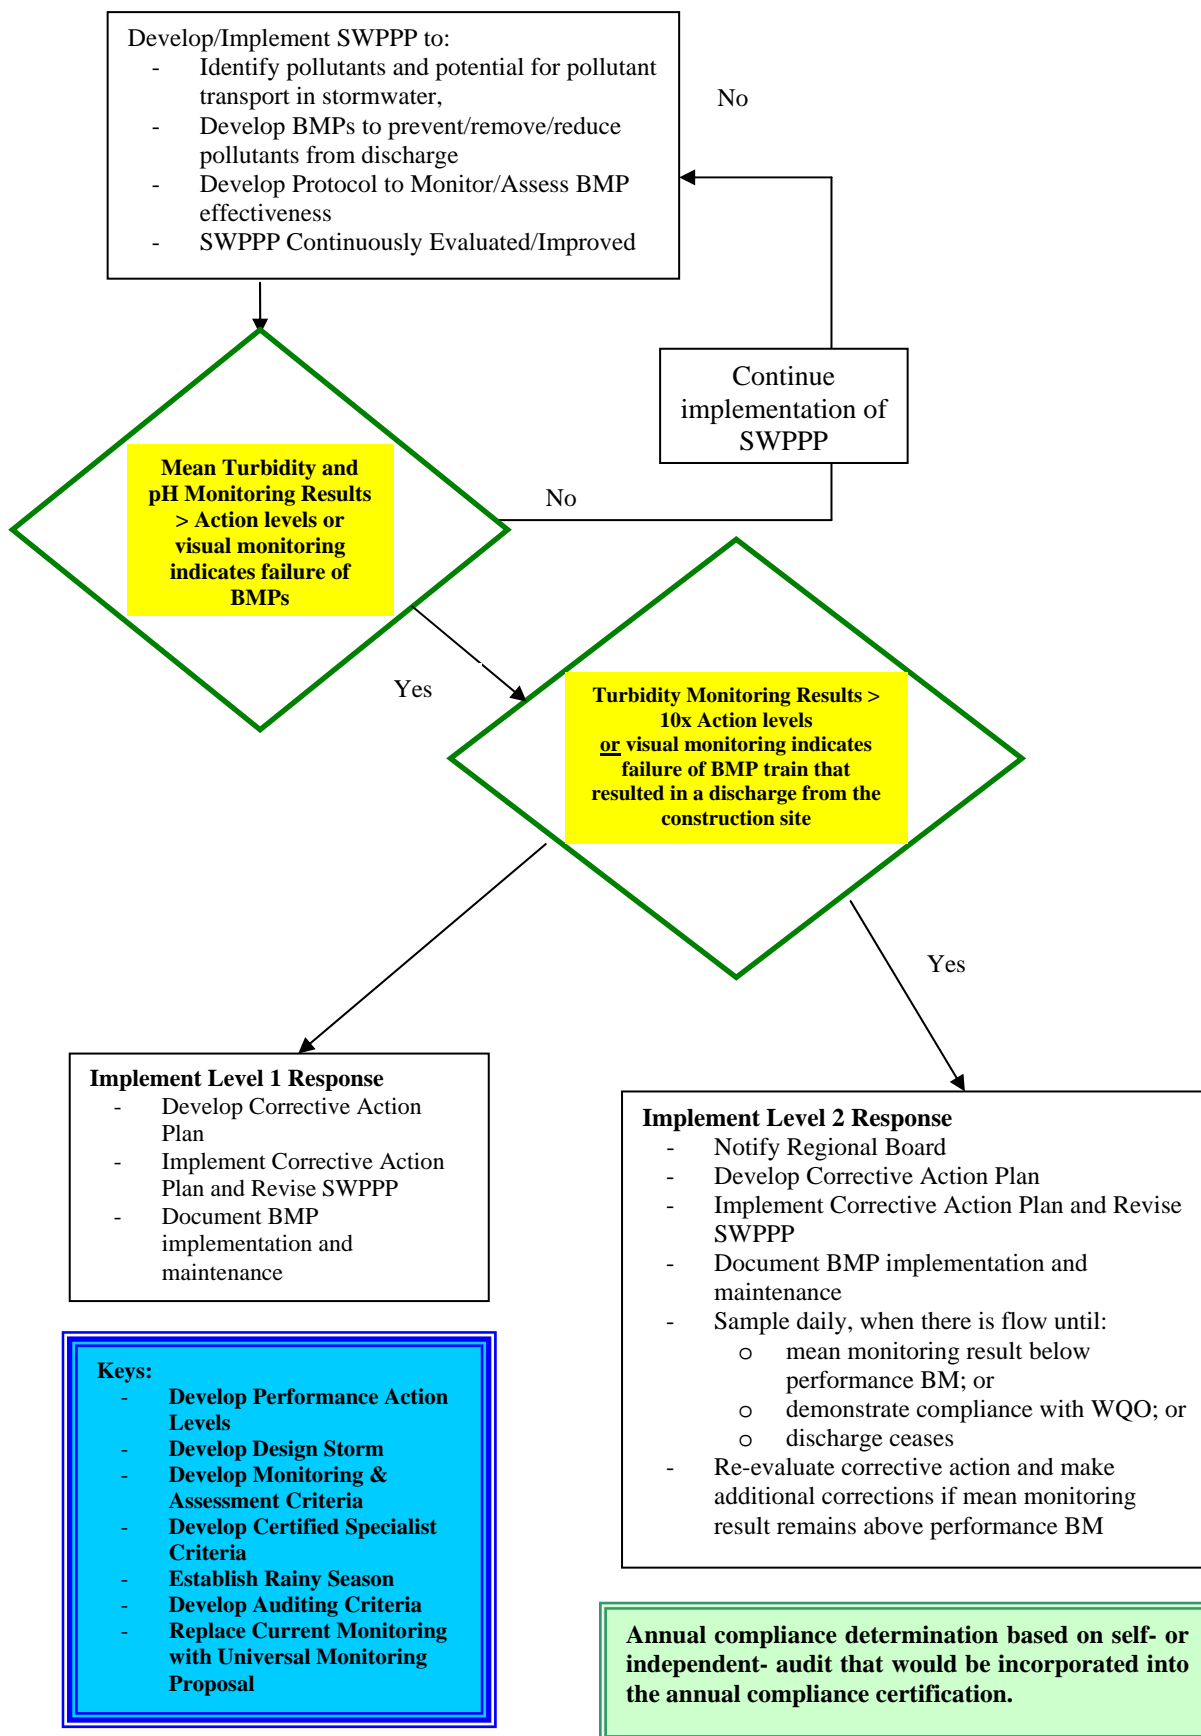 Develop/Implement SWPPP to:
- Identify pollutants and potential for pollutant
transport in stormwater,
- Develop BMPs to prevent/remove/reduce
pollutants from discharge
- Develop Protocol to Monitor/Assess BMP
effectiveness
- SWPPP Continuously Evaluated/Improved
No
Continue
implementation of
SWPPP
Mean Turbidity and
pH Monitoring Results
> Action levels or
visual monitoring
indicates failure of
BMPs
No
Yes
Turbidity Monitoring Results >
10x Action levels
or visual monitoring indicates
failure of BMP train that
resulted in a discharge from the
construction site
Yes
Implement Level 1 Response
- Develop Corrective Action
Plan
- Implement Corrective Action
Plan and Revise SWPPP
- Document BMP
implementation and
maintenance
Implement Level 2 Response
- Notify Regional Board
- Develop Corrective Action Plan
- Implement Corrective Action Plan and Revise
SWPPP
- Document BMP implementation and
maintenance
- Sample daily, when there is flow until:
o mean monitoring result below
performance BM; or
o demonstrate compliance with WQO; or
o discharge ceases
- Re-evaluate corrective action and make
additional corrections if mean monitoring
result remains above performance BM
Keys:
- Develop Performance Action
Levels
- Develop Design Storm
- Develop Monitoring &
Assessment Criteria
- Develop Certified Specialist
Criteria
- Establish Rainy Season
- Develop Auditing Criteria
- Replace Current Monitoring
with Universal Monitoring
Proposal
Annual compliance determination based on self- or
independent- audit that would be incorporated into
the annual compliance certification.